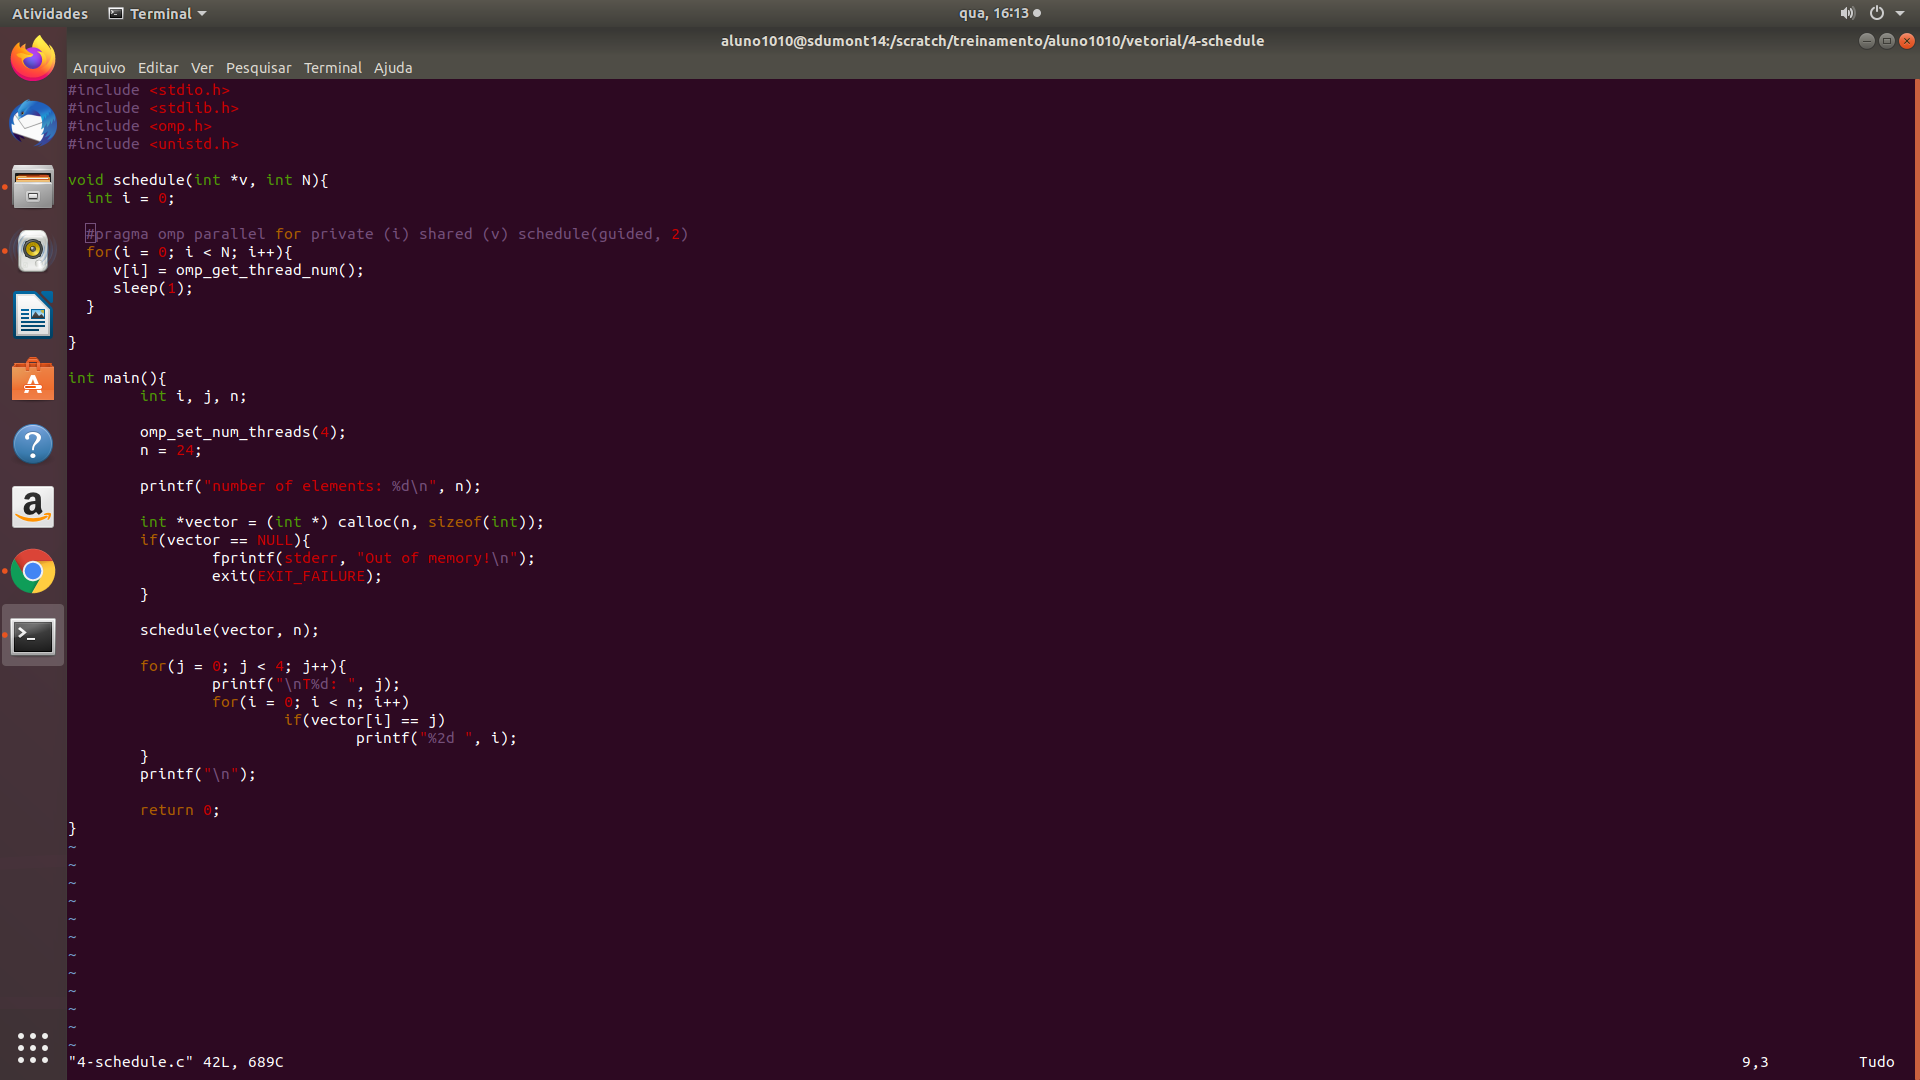 Atividades Terminal qua, 16:13
aluno1010@sdumont14:/scratch/treinamento/aluno1010/vetorial/4-schedule
Arquivo Editar Ver Pesquisar Terminal Ajuda
#include <stdio.h>
#include <stdlib.h>
#include <omp.h>
#include <unistd.h>
void schedule(int *v, int N){
int i = 0;
#pragma omp parallel for private (i) shared (v) schedule(guided, 2)
for(i = 0; i < N; i++){
v[i] = omp_get_thread_num();
sleep(1);
}
}
int main(){
int i, j, n;
omp_set_num_threads(4);
n = 24;
printf("number of elements: %d\n", n);
int *vector = (int *) calloc(n, sizeof(int));
if(vector == NULL){
fprintf(stderr, "Out of memory!\n");
exit(EXIT_FAILURE);
}
schedule(vector, n);
for(j = 0; j < 4; j++){
printf("\nT%d: ", j);
for(i = 0; i < n; i++)
if(vector[i] == j)
printf("%2d ", i);
}
printf("\n");
return 0;
}
~
~
~
~
~
~
~
~
~
~
~
~
"4-schedule.c" 42L, 689C 9,3 Tudo